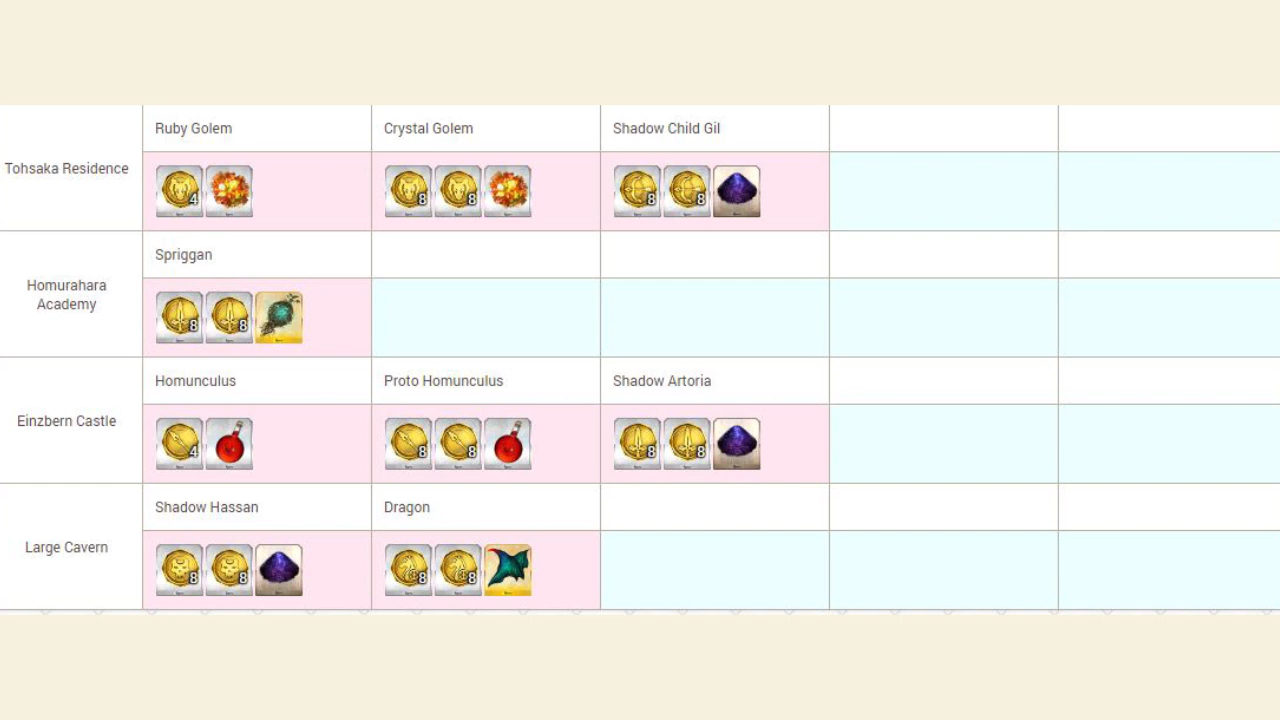 Ruby Golem
Crystal Golem
Shadow Child Gil
Tohsaka Residence
4
8
8
8
8
Spriggan
Homurahara
Academy
8
8
Homunculus
Proto Homunculus
Shadow Artoria
Einzbern Castle
4
8
8
8
8
Shadow Hassan
Dragon
Large Cavern
8
8
8
8